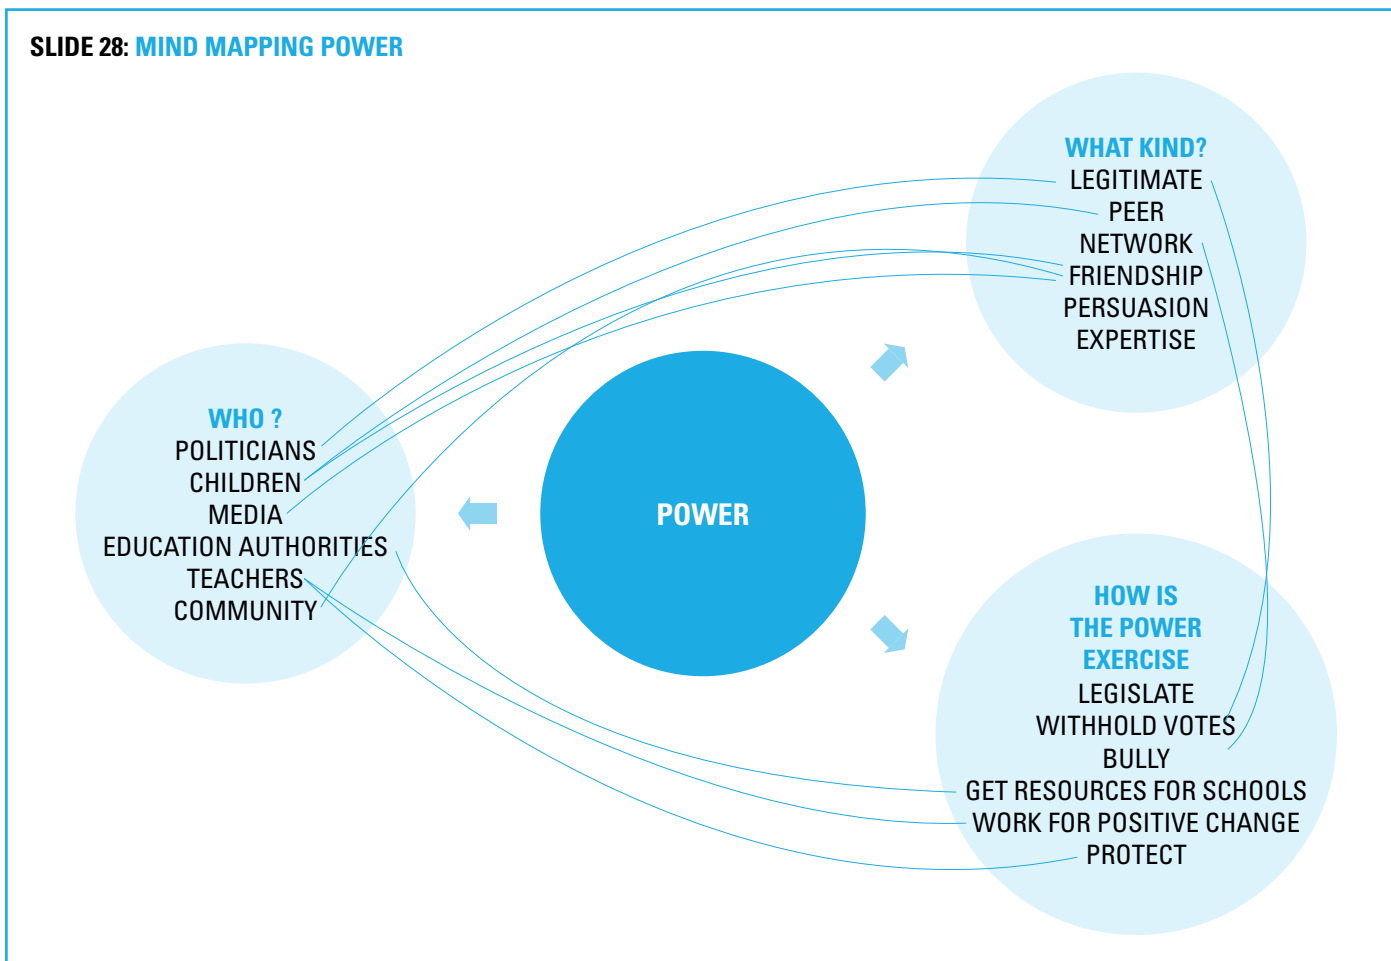 SLIDE 28: MIND MAPPING POWER
WHAT KIND?
LEGITIMATE
PEER
NETWORK
FRIENDSHIP
PERSUASION
EXPERTISE
WHO ?
POLITICIANS
CHILDREN
MEDIA
EDUCATION AUTHORITIES
TEACHERS
COMMUNITY
POWER
HOW IS
THE POWER
EXERCISE
LEGISLATE
WITHHOLD VOTES
BULLY
GET RESOURCES FOR SCHOOLS
WORK FOR POSITIVE CHANGE
PROTECT